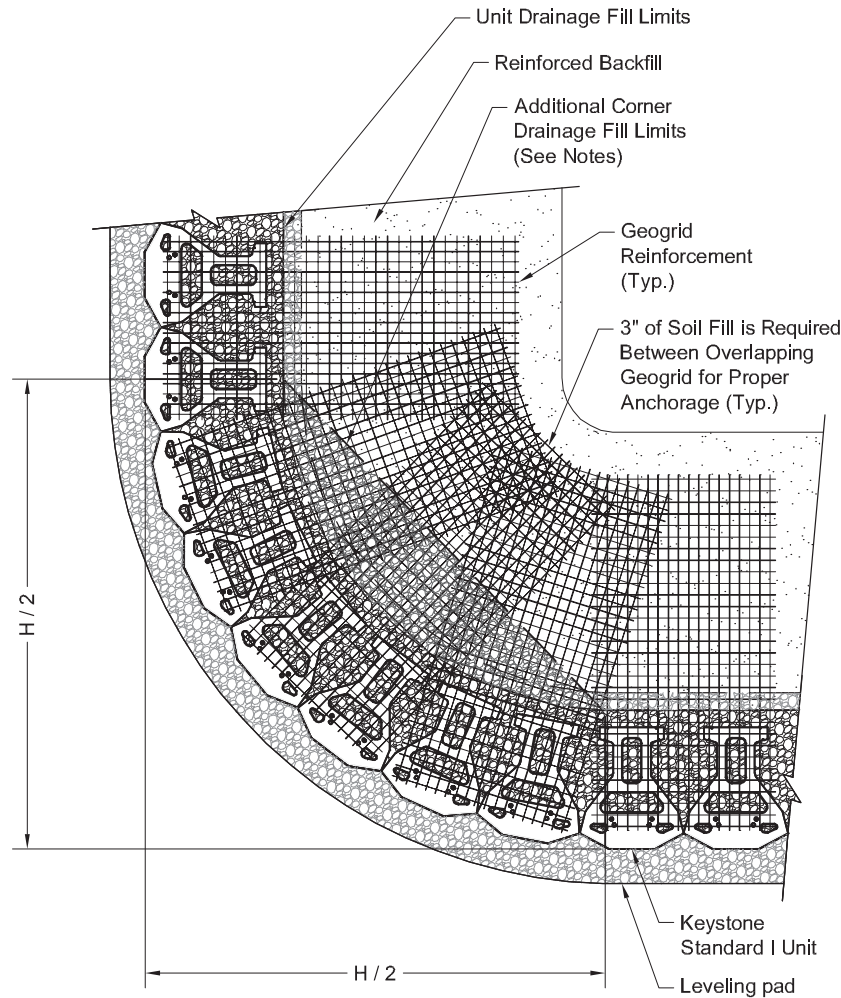 Unit Drainage Fill Limits
Reinforced Backfill
Additional Corner
Drainage Fill Limits
(See Notes)
Geogrid
Reinforcement
(Typ.)
3" of Soil Fill is Required
Between Overlapping
Geogrid for Proper
Anchorage (Typ.)
H / 2
H / 2
Keystone
Standard I Unit
Leveling pad